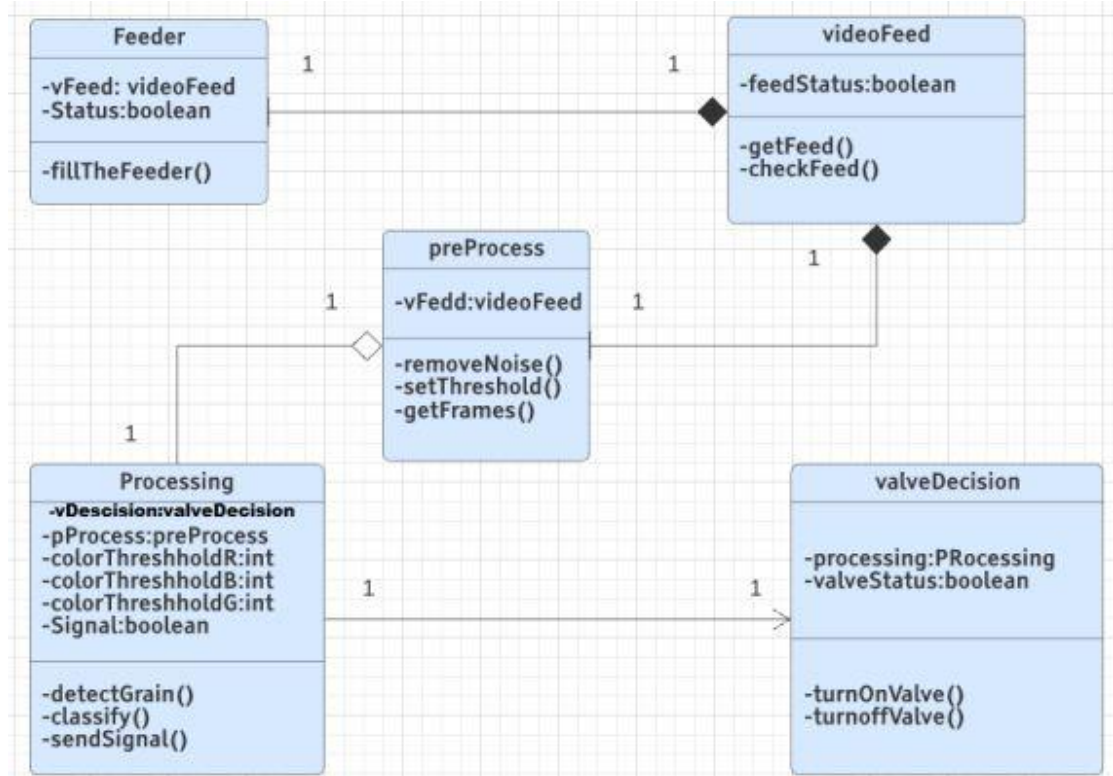 Feeder
-vFeed: videoFeed
-Status:boolean
-fillTheFeeder()
1
1
videoFeed
-feedStatus:boolean
-getFeed()
-checkFeed()
1
preProcess
-vFedd:videoFeed
-removeNoise()
-setThreshold()
-getFrames()
1
1
1
Processing
-vDescision:valveDecision
-pProcess:preProcess
-colorThreshholdR:int
-colorThreshholdB:int
-colorThreshholdG:int
-Signal:boolean
-detectGrain()
-classify()
-sendSignal()
1
1
valveDecision
-processing:PRocessing
-valveStatus:boolean
-turnOnValve()
-turnoffValve()